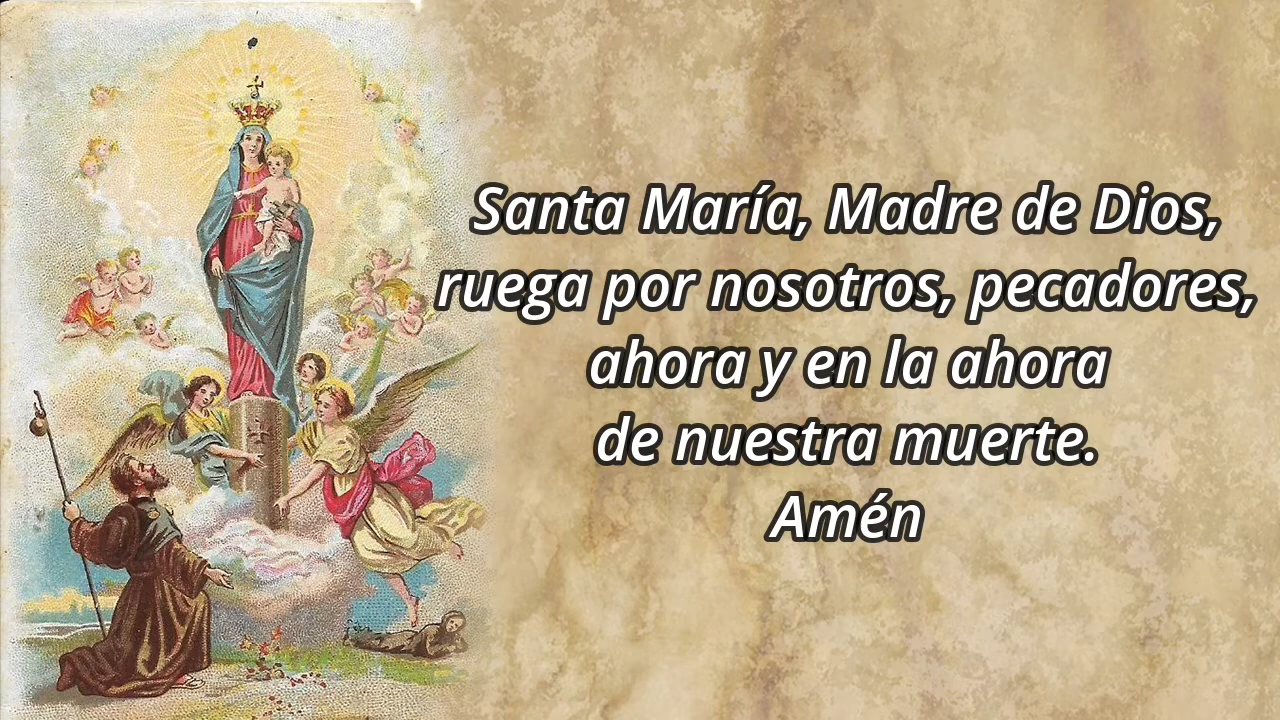 Santa María, Madre de Dios,
ruega por nosotros, pecadores,
ahora y en la ahora
de nuestra muerte.
Amén